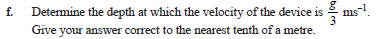 f. Determine the depth at which the velocity of the device is g/3 ms⁻¹.
Give your answer correct to the nearest tenth of a metre.